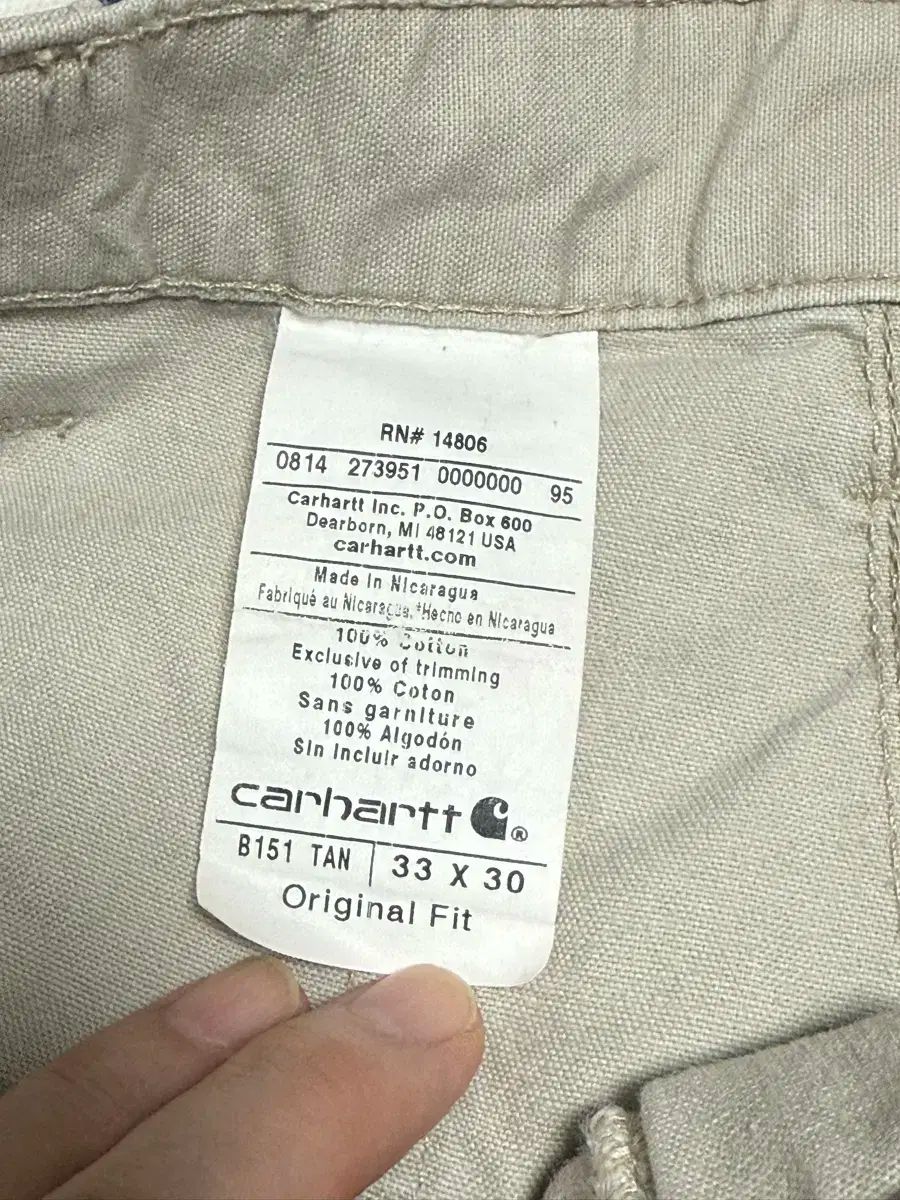 RN# 14806
0814 273951 0000000 95
Carhartt Inc. P.O. Box 600
Dearborn, MI 48121 USA
carhartt.com
Made in Nicaragua
Fabriqué au Nicaragua. *Hecho en Nicaragua
100% Cotton
Exclusive of trimming
100% Coton
Sans garniture
100% Algodón
Sin incluir adorno
carhartt ®
B151 TAN 33 X 30
Original Fit